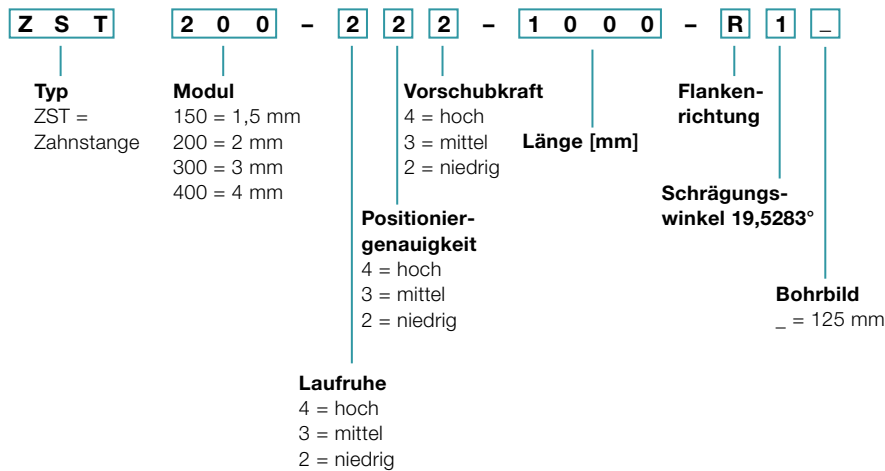 Z S T 2 0 0 – 2 2 2 – 1 0 0 0 – R 1 _
Typ
ZST =
Zahnstange
Modul
150 = 1,5 mm
200 = 2 mm
300 = 3 mm
400 = 4 mm
Vorschubkraft
4 = hoch
3 = mittel
2 = niedrig
Länge [mm]
Flanken-
richtung
Schrägungs-
winkel 19,5283°
Positionier-
genauigkeit
4 = hoch
3 = mittel
2 = niedrig
Bohrbild
_ = 125 mm
Laufruhe
4 = hoch
3 = mittel
2 = niedrig